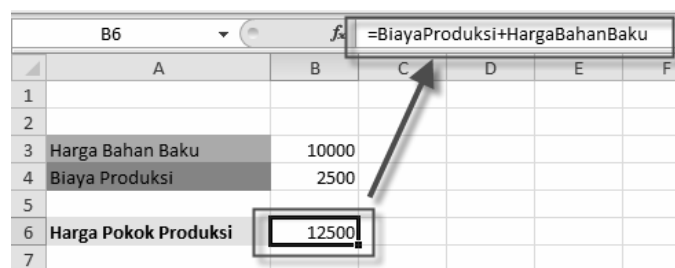 B6 fx =BiayaProduksi+HargaBahanBaku
A B C D E F
1
2
3 Harga Bahan Baku 10000
4 Biaya Produksi 2500
5
6 Harga Pokok Produksi 12500
7